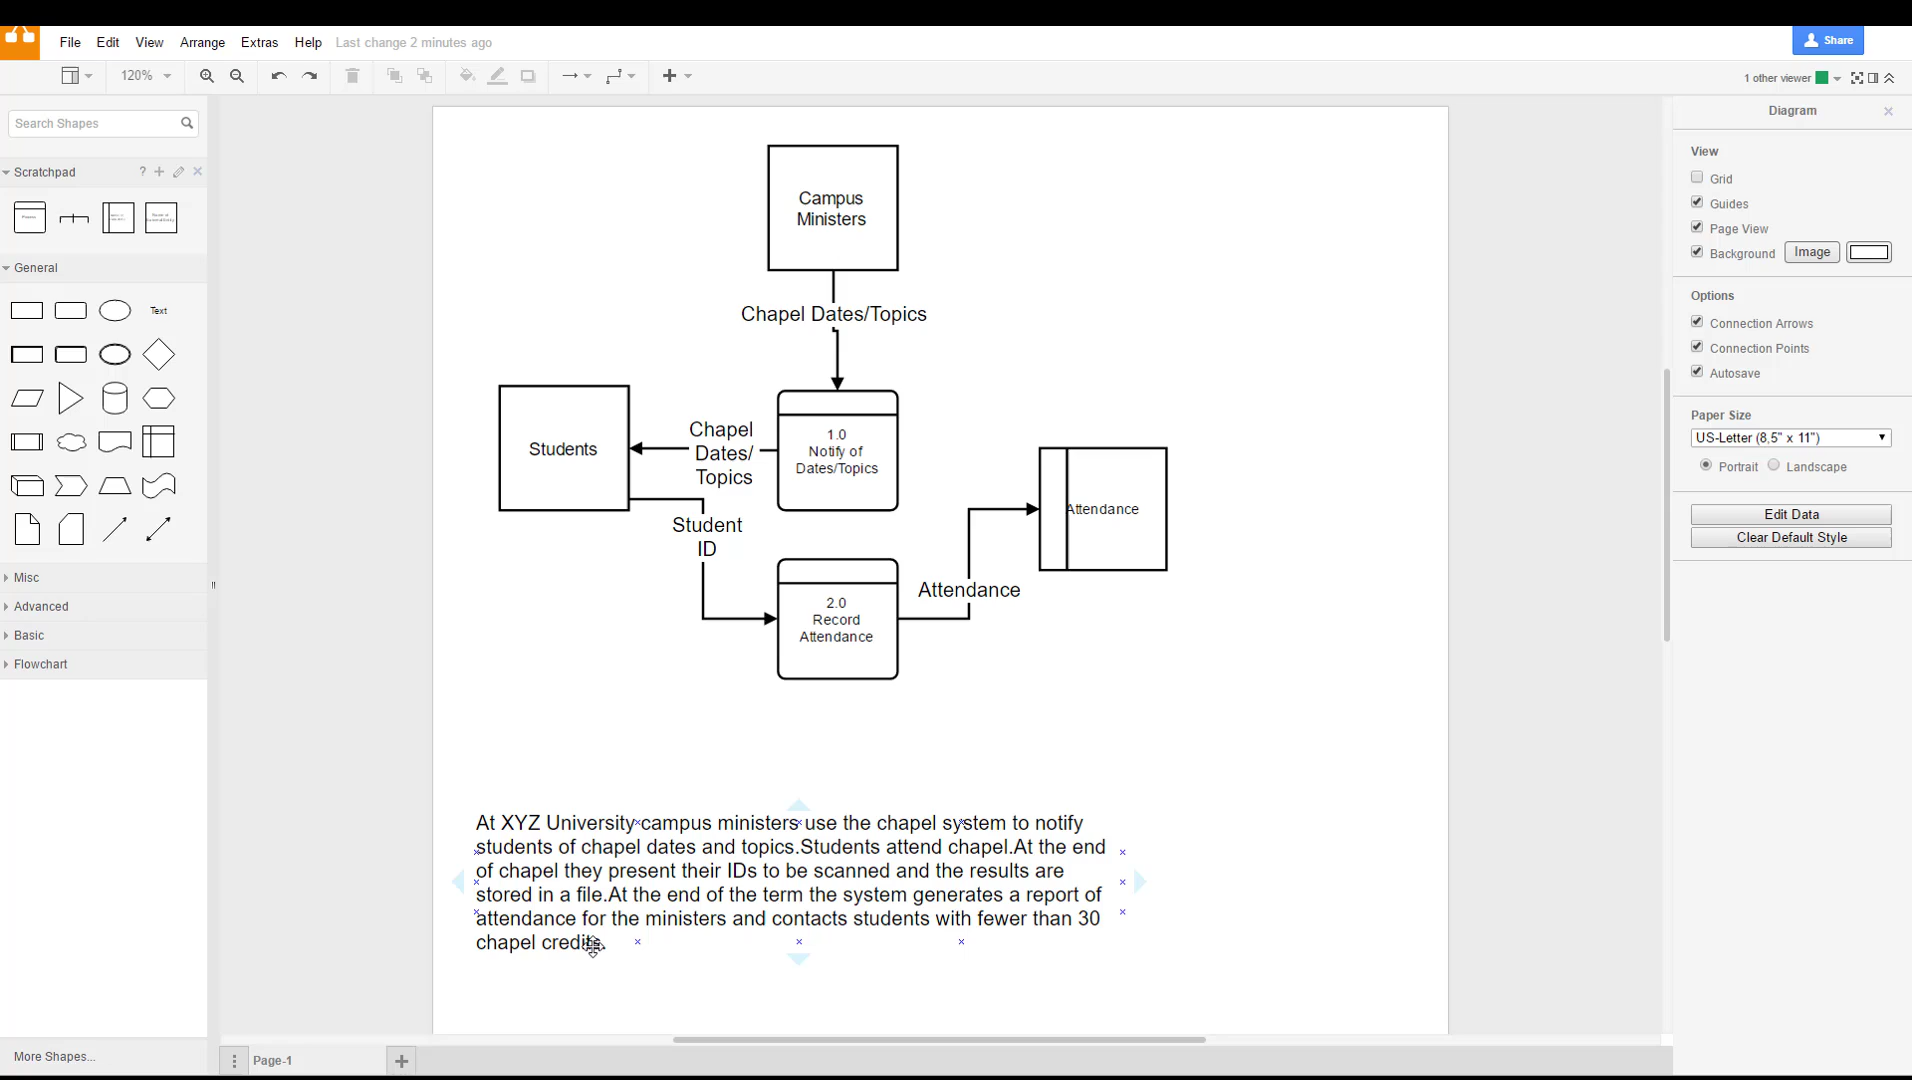 File Edit View Arrange Extras Help Last change 2 minutes ago
Share
120%
1 other viewer
Search Shapes
Scratchpad
?
General
Text
Misc
Advanced
Basic
Flowchart
More Shapes...
Campus
Ministers
Chapel Dates/Topics
Students
Chapel
Dates/
Topics
1.0
Notify of
Dates/Topics
Student
ID
Attendance
2.0
Record
Attendance
Attendance
At XYZ University campus ministers use the chapel system to notify
students of chapel dates and topics.Students attend chapel.At the end
of chapel they present their IDs to be scanned and the results are
stored in a file.At the end of the term the system generates a report of
attendance for the ministers and contacts students with fewer than 30
chapel credits.
Page-1
Diagram
View
Grid
Guides
Page View
Background Image
Options
Connection Arrows
Connection Points
Autosave
Paper Size
US-Letter (8,5" x 11")
Portrait Landscape
Edit Data
Clear Default Style